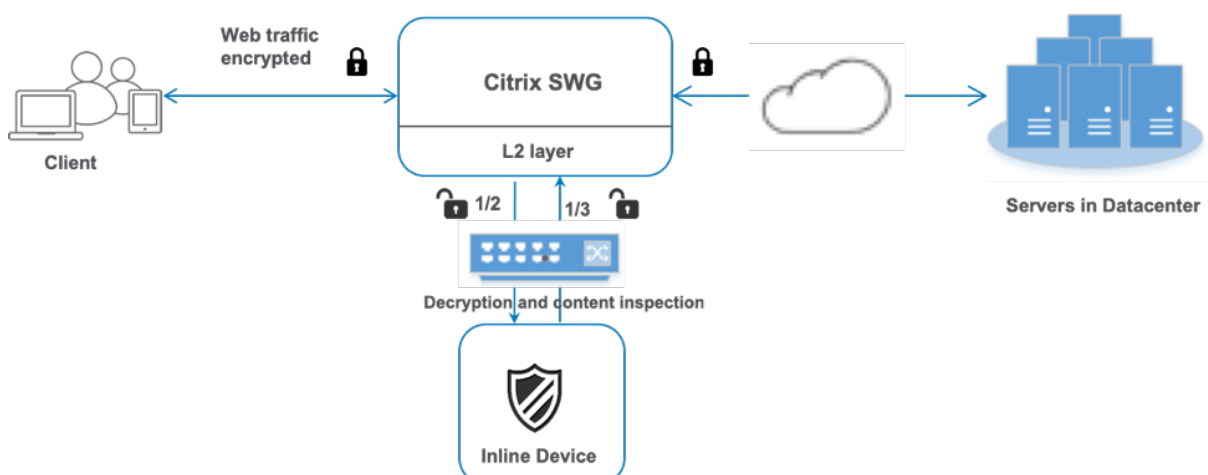 Web traffic
encrypted
Citrix SWG
L2 layer
Client
1/2
1/3
Servers in Datacenter
Decryption and content inspection
Inline Device